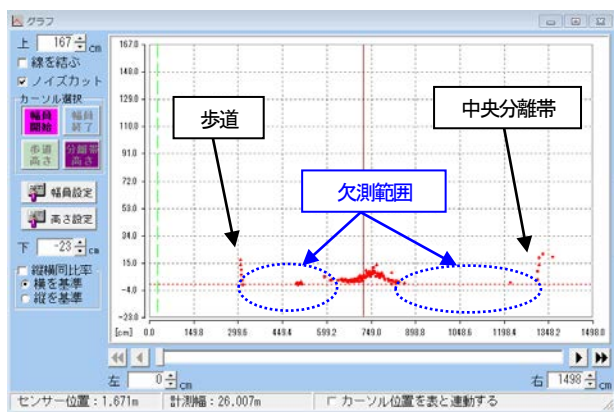 グラフ
上 167 cm
線を結ぶ
ノイズカット
カーソル選択
幅員開始 幅員終了
歩道高さ 分離帯高さ
幅員設定
高さ設定
下 -23 cm
縦横同比率
横を基準
縦を基準
167.0
148.0
129.0
110.0
91.0
72.0
53.0
34.0
15.0
-4.0
-23.0
歩道
中央分離帯
欠測範囲
[cm] 0.0 149.8 299.6 449.4 599.2 749.0 898.8 1048.6 1198.4 1348.2 1498.0
左 0 cm
右 1498 cm
センサー位置:1.671m 計測幅:26.007m カーソル位置を表と連動する